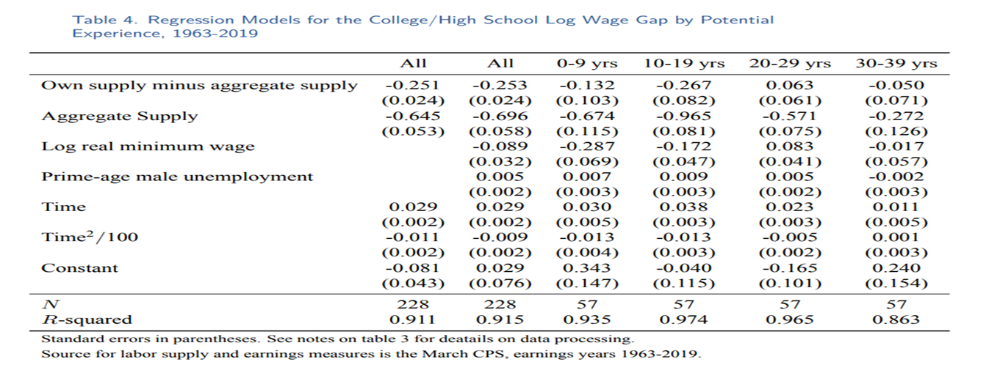 Table 4. Regression Models for the College/High School Log Wage Gap by Potential
Experience, 1963-2019
All All 0-9 yrs 10-19 yrs 20-29 yrs 30-39 yrs
Own supply minus aggregate supply -0.251 -0.253 -0.132 -0.267 0.063 -0.050
(0.024) (0.024) (0.103) (0.082) (0.061) (0.071)
Aggregate Supply -0.645 -0.696 -0.674 -0.965 -0.571 -0.272
(0.053) (0.058) (0.115) (0.081) (0.075) (0.126)
Log real minimum wage -0.089 -0.287 -0.172 0.083 -0.017
(0.032) (0.069) (0.047) (0.041) (0.057)
Prime-age male unemployment 0.005 0.007 0.009 0.005 -0.002
(0.002) (0.003) (0.003) (0.002) (0.003)
Time 0.029 0.029 0.030 0.038 0.023 0.011
(0.002) (0.002) (0.005) (0.003) (0.003) (0.005)
Time²/100 -0.011 -0.009 -0.013 -0.013 -0.005 0.001
(0.002) (0.002) (0.004) (0.003) (0.002) (0.003)
Constant -0.081 0.029 0.343 -0.040 -0.165 0.240
(0.043) (0.076) (0.147) (0.115) (0.101) (0.154)
N 228 228 57 57 57 57
R-squared 0.911 0.915 0.935 0.974 0.965 0.863
Standard errors in parentheses. See notes on table 3 for deatails on data processing.
Source for labor supply and earnings measures is the March CPS, earnings years 1963-2019.